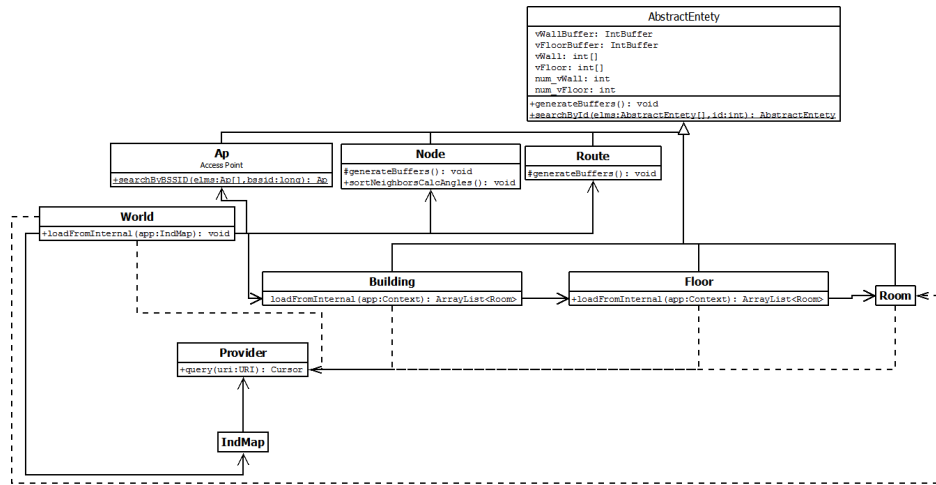 AbstractEntety
vWallBuffer: IntBuffer
vFloorBuffer: IntBuffer
vWall: int[]
vFloor: int[]
num_vWall: int
num_vFloor: int
+generateBuffers(): void
+searchById(elms:AbstractEntety[],id:int): AbstractEntety
Ap
Access Point
+searchByBSSID(elms:Ap[],bssid:long): Ap
Node
#generateBuffers(): void
+sortNeighborsCalcAngles(): void
Route
#generateBuffers(): void
World
+loadFromInternal(app:IndMap): void
Building
loadFromInternal(app:Context): ArrayList<Room>
Floor
+loadFromInternal(app:Context): ArrayList<Room>
Room
Provider
+query(uri:URI): Cursor
IndMap